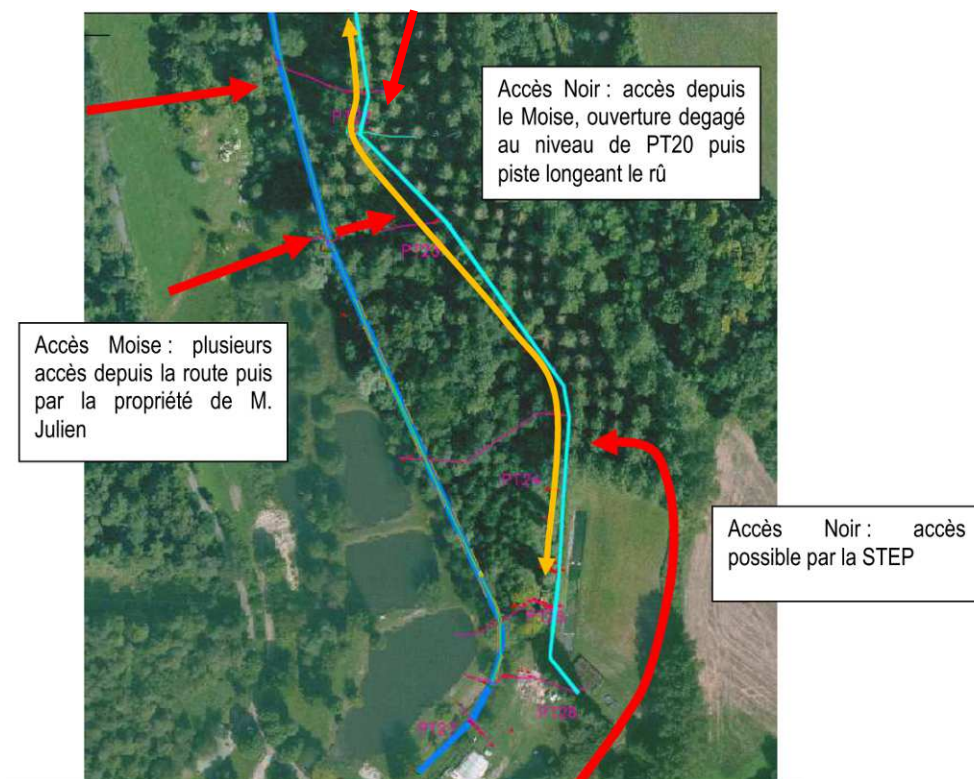 Accès Noir : accès depuis
le Moise, ouverture degagé
au niveau de PT20 puis
piste longeant le rû
Accès Moise : plusieurs
accès depuis la route puis
par la propriété de M.
Julien
PT24
Accès Noir : accès
possible par la STEP
PT28